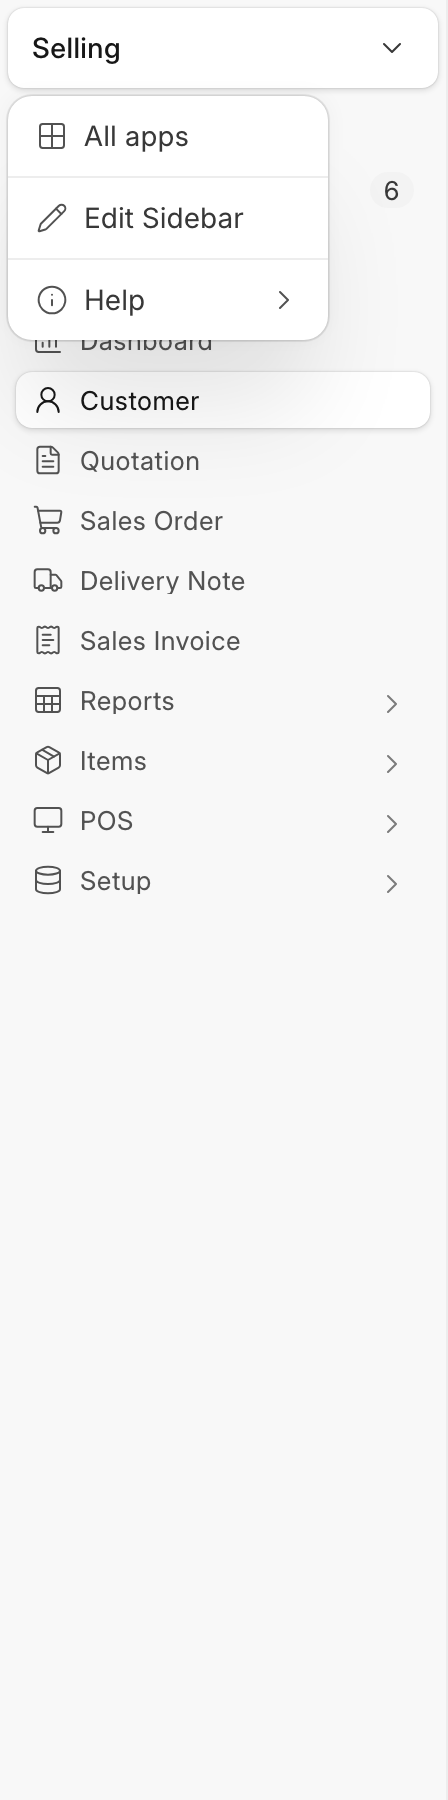 Selling
All apps
6
Edit Sidebar
Help
Dashboard
Customer
Quotation
Sales Order
Delivery Note
Sales Invoice
Reports
Items
POS
Setup